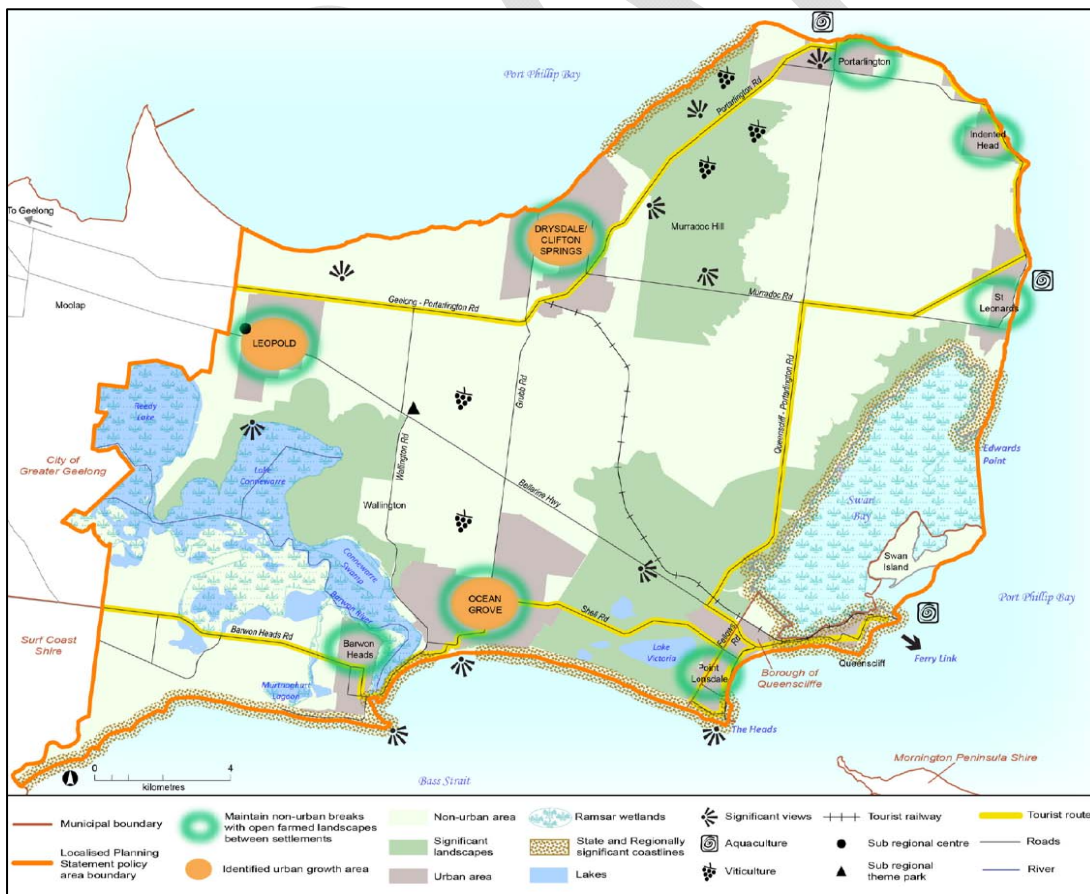 Port Phillip Bay
Portarlington
Portarlington Rd
Indented
Head
To Geelong
DRYSDALE/
CLIFTON
SPRINGS
Murradoc Hill
Moolap
Geelong - Portarlington Rd
Murradoc Rd
St
Leonards
LEOPOLD
Grubb Rd
Queenscliff - Portarlington Rd
Reedy
Lake
City of
Greater Geelong
Lake
Connewarre
Wallington Rd
Bellarine Hwy
Edwards
Point
Wallington
Swan
Bay
Connewarre
Swamp
Barwon River
Swan
Island
OCEAN
GROVE
Port Phillip Bay
Shell Rd
Surf Coast
Shire
Barwon Heads Rd
Barwon
Heads
Fellows
Rd
Lake
Victoria
Queenscliff
Ferry Link
Borough of
Queenscliffe
Point
Lonsdale
Murtnaghurt
Lagoon
The Heads
Mornington Peninsula Shire
0 4
kilometres
Bass Strait
Municipal boundary
Localised Planning
Statement policy
area boundary
Maintain non-urban breaks
with open farmed landscapes
between settlements
Identified urban growth area
Non-urban area
Significant
landscapes
Urban area
Ramsar wetlands
State and Regionally
significant coastlines
Lakes
Significant views
Aquaculture
Viticulture
Tourist railway
Sub regional centre
Sub regional
theme park
Tourist route
Roads
River